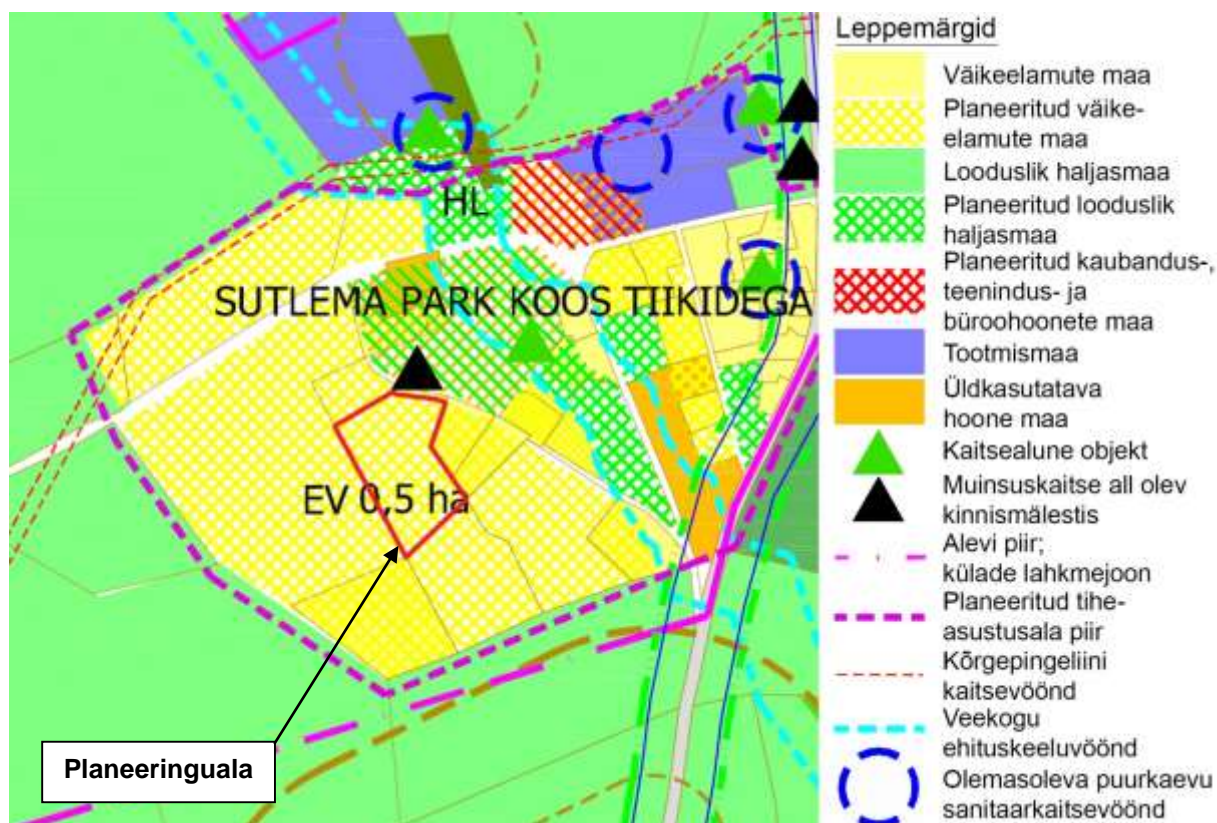 HL
SUTLEMA PARK KOOS TIIKIDEGA
EV 0,5 ha
Planeeringuala
Leppemärgid
Väikeelamute maa
Planeeritud väike-
elamute maa
Looduslik haljasmaa
Planeeritud looduslik
haljasmaa
Planeeritud kaubandus-,
teenindus- ja
büroohoonete maa
Tootmismaa
Üldkasutatava
hoone maa
Kaitsealune objekt
Muinsuskaitse all olev
kinnismälestis
Alevi piir;
külade lahkmejoon
Planeeritud tihe-
asustusala piir
Kõrgepingeliini
kaitsevöönd
Veekogu
ehituskeeluvöönd
Olemasoleva puurkaevu
sanitaarkaitsevöönd